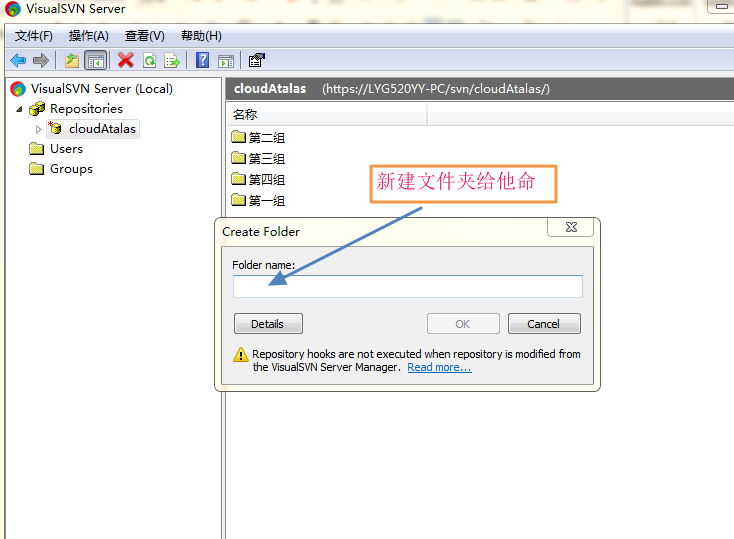 VisualSVN Server
文件(F) 操作(A) 查看(V) 帮助(H)
VisualSVN Server (Local)
Repositories
cloudAtalas
Users
Groups
cloudAtalas (https://LYG520YY-PC/svn/cloudAtalas/)
名称
第二组
第三组
第四组
第一组
新建文件夹给他命
Create Folder
Folder name:
Details OK Cancel
Repository hooks are not executed when repository is modified from
the VisualSVN Server Manager. Read more...